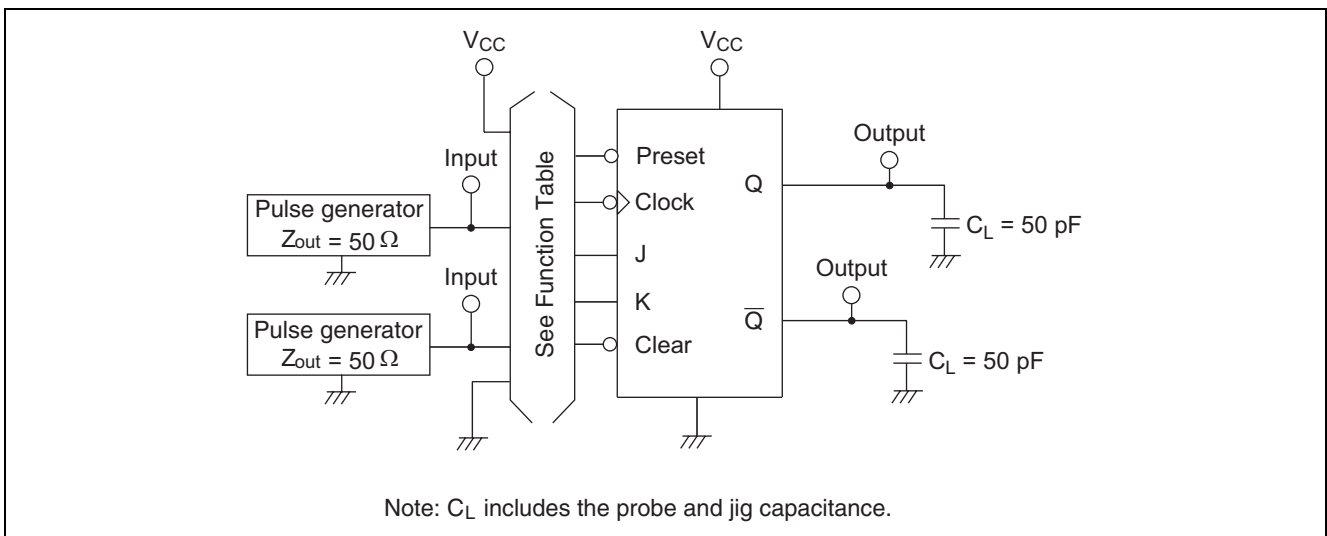 VCC
VCC
Output
Input
See Function Table
Preset
Q
Clock
Pulse generator
Zout = 50 Ω
CL = 50 pF
J
Input
Output
K
Pulse generator
Zout = 50 Ω
Q̅
Clear
CL = 50 pF
Note: CL includes the probe and jig capacitance.